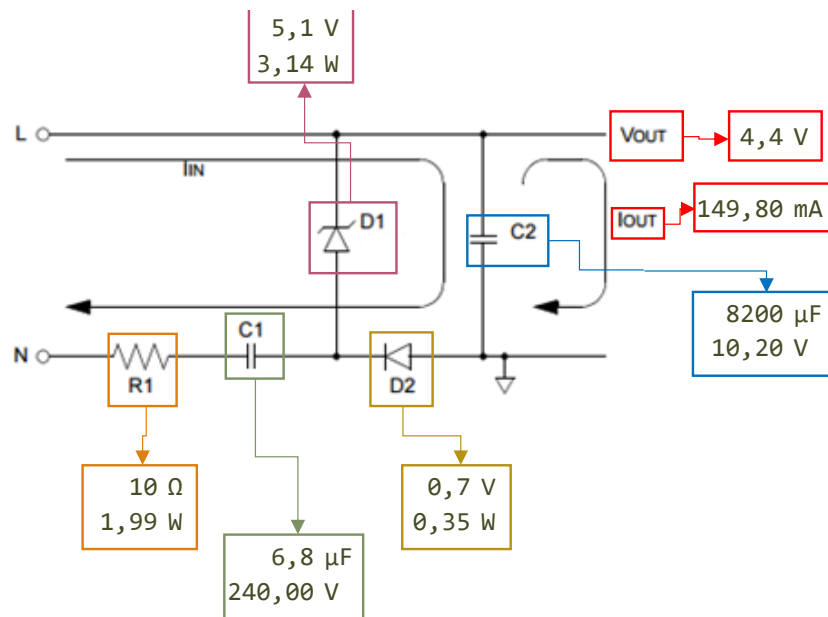 5,1 V
3,14 W
L
IIN
VOUT
4,4 V
D1
C2
IOUT
149,80 mA
8200 µF
10,20 V
C1
N
R1
D2
10 Ω
1,99 W
0,7 V
0,35 W
6,8 µF
240,00 V